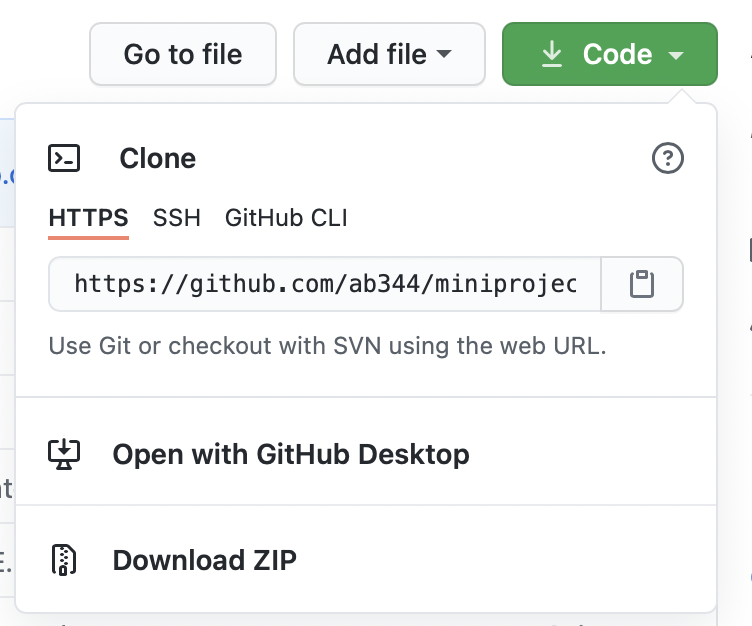 Go to file
Add file
Code
Clone
HTTPS SSH GitHub CLI
https://github.com/ab344/miniprojec
Use Git or checkout with SVN using the web URL.
Open with GitHub Desktop
Download ZIP